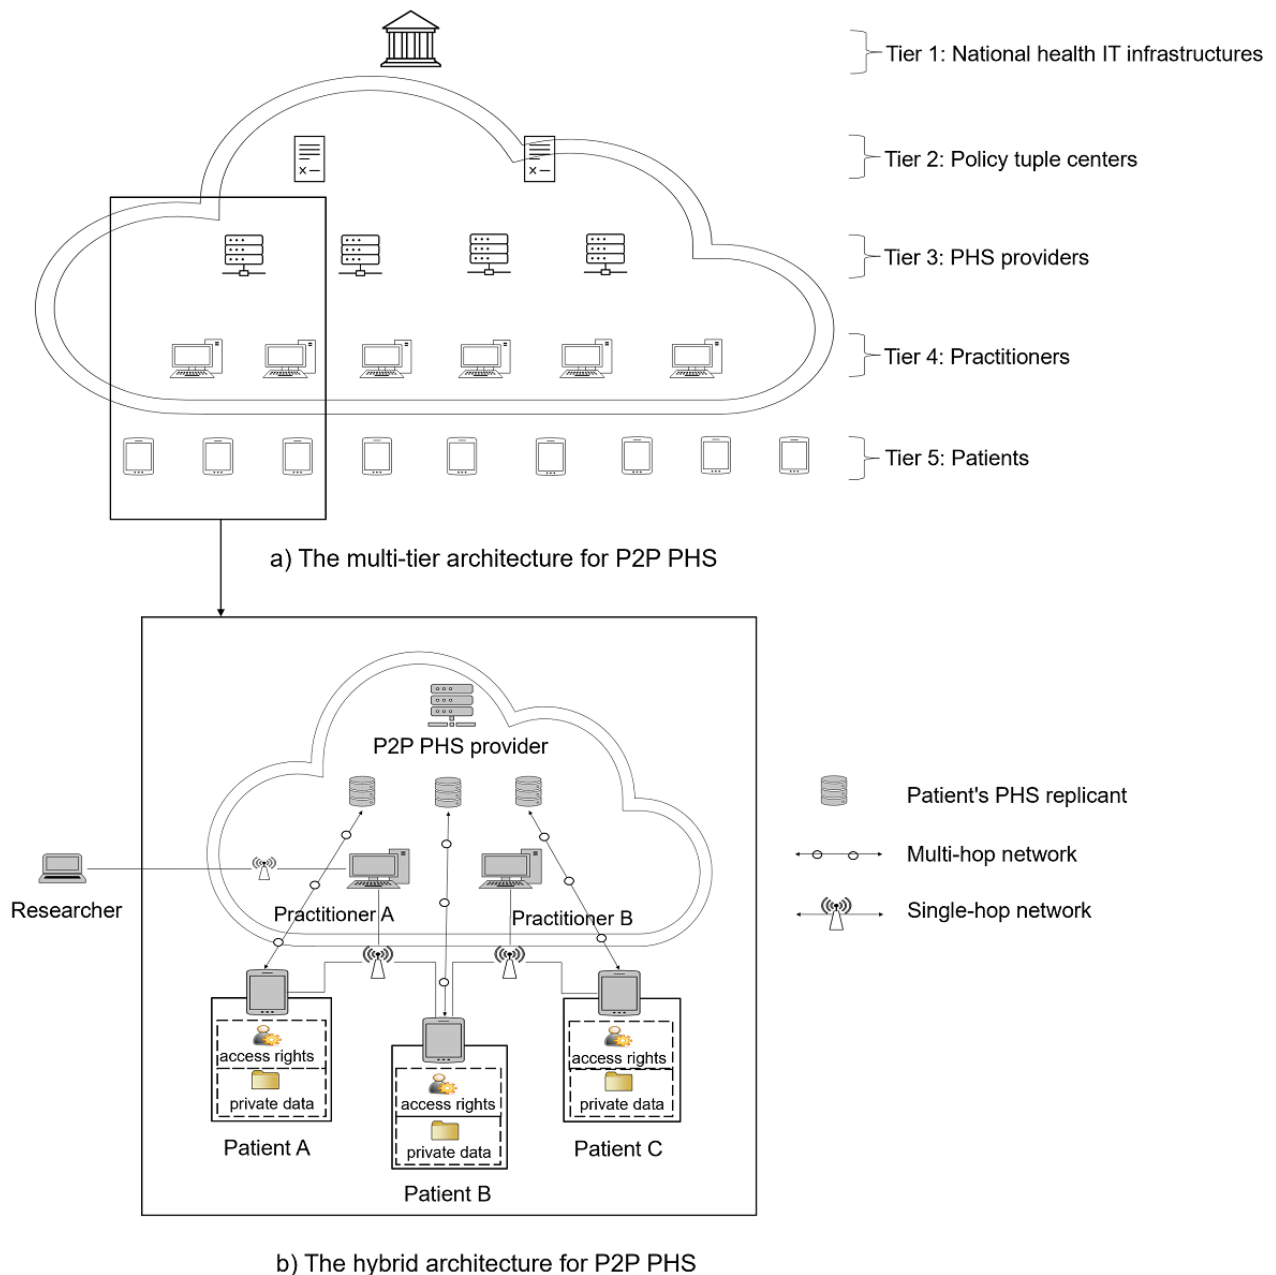 Tier 1: National health IT infrastructures
Tier 2: Policy tuple centers
Tier 3: PHS providers
Tier 4: Practitioners
Tier 5: Patients
a) The multi-tier architecture for P2P PHS
P2P PHS provider
Patient's PHS replicant
Multi-hop network
Single-hop network
Researcher
Practitioner A
Practitioner B
access rights
private data
Patient A
access rights
private data
Patient B
access rights
private data
Patient C
b) The hybrid architecture for P2P PHS